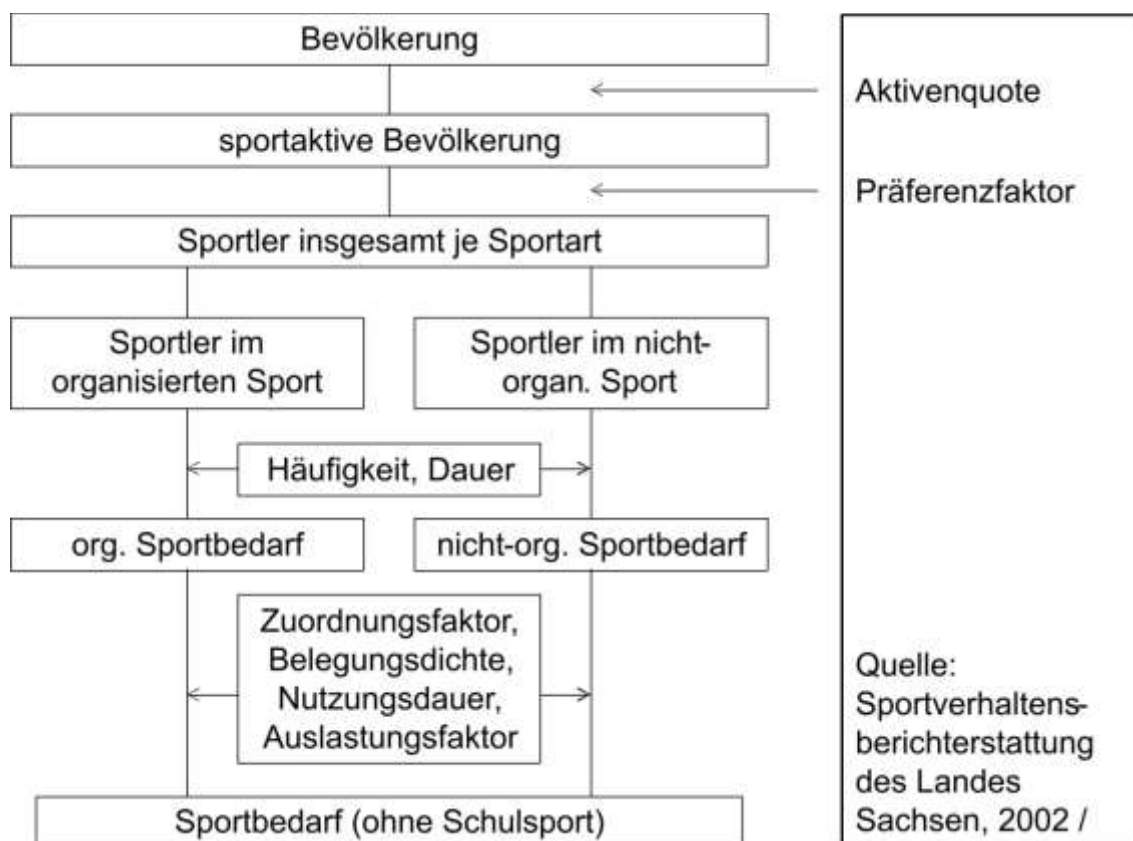 Bevölkerung
Aktivenquote
sportaktive Bevölkerung
Präferenzfaktor
Sportler insgesamt je Sportart
Sportler im
organisierten Sport
Sportler im nicht-
organ. Sport
Häufigkeit, Dauer
org. Sportbedarf
nicht-org. Sportbedarf
Zuordnungsfaktor,
Belegungsdichte,
Nutzungsdauer,
Auslastungsfaktor
Sportbedarf (ohne Schulsport)
Quelle:
Sportverhaltens-
berichterstattung
des Landes
Sachsen, 2002 /